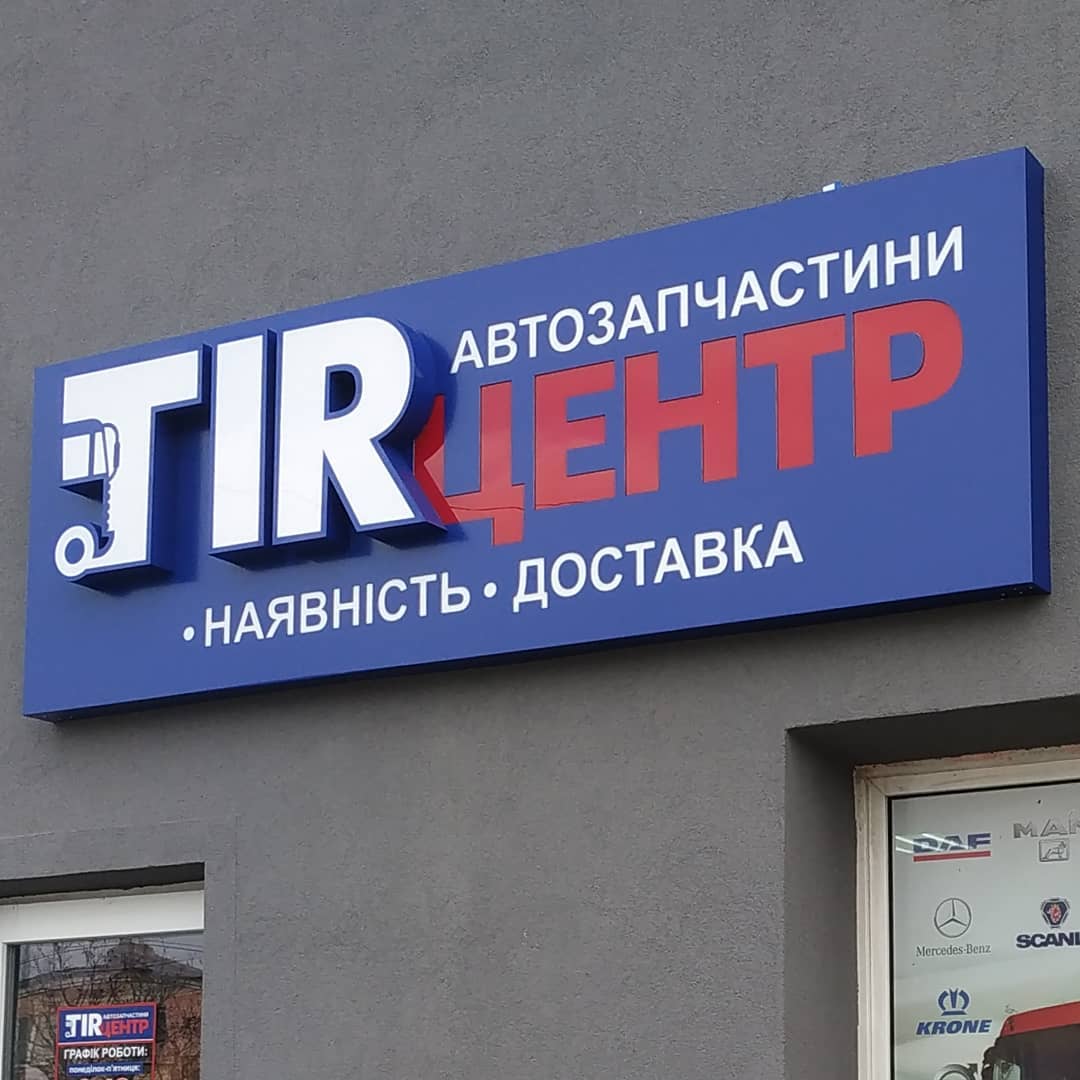 АВТОЗАПЧАСТИНИ
TIR ЦЕНТР
• НАЯВНІСТЬ • ДОСТАВКА
DAF
MAN
Mercedes-Benz
SCANI
KRONE
АВТОЗАПЧАСТИНИ
TIR ЦЕНТР
ГРАФІК РОБОТИ:
понеділок-п'ятниця: